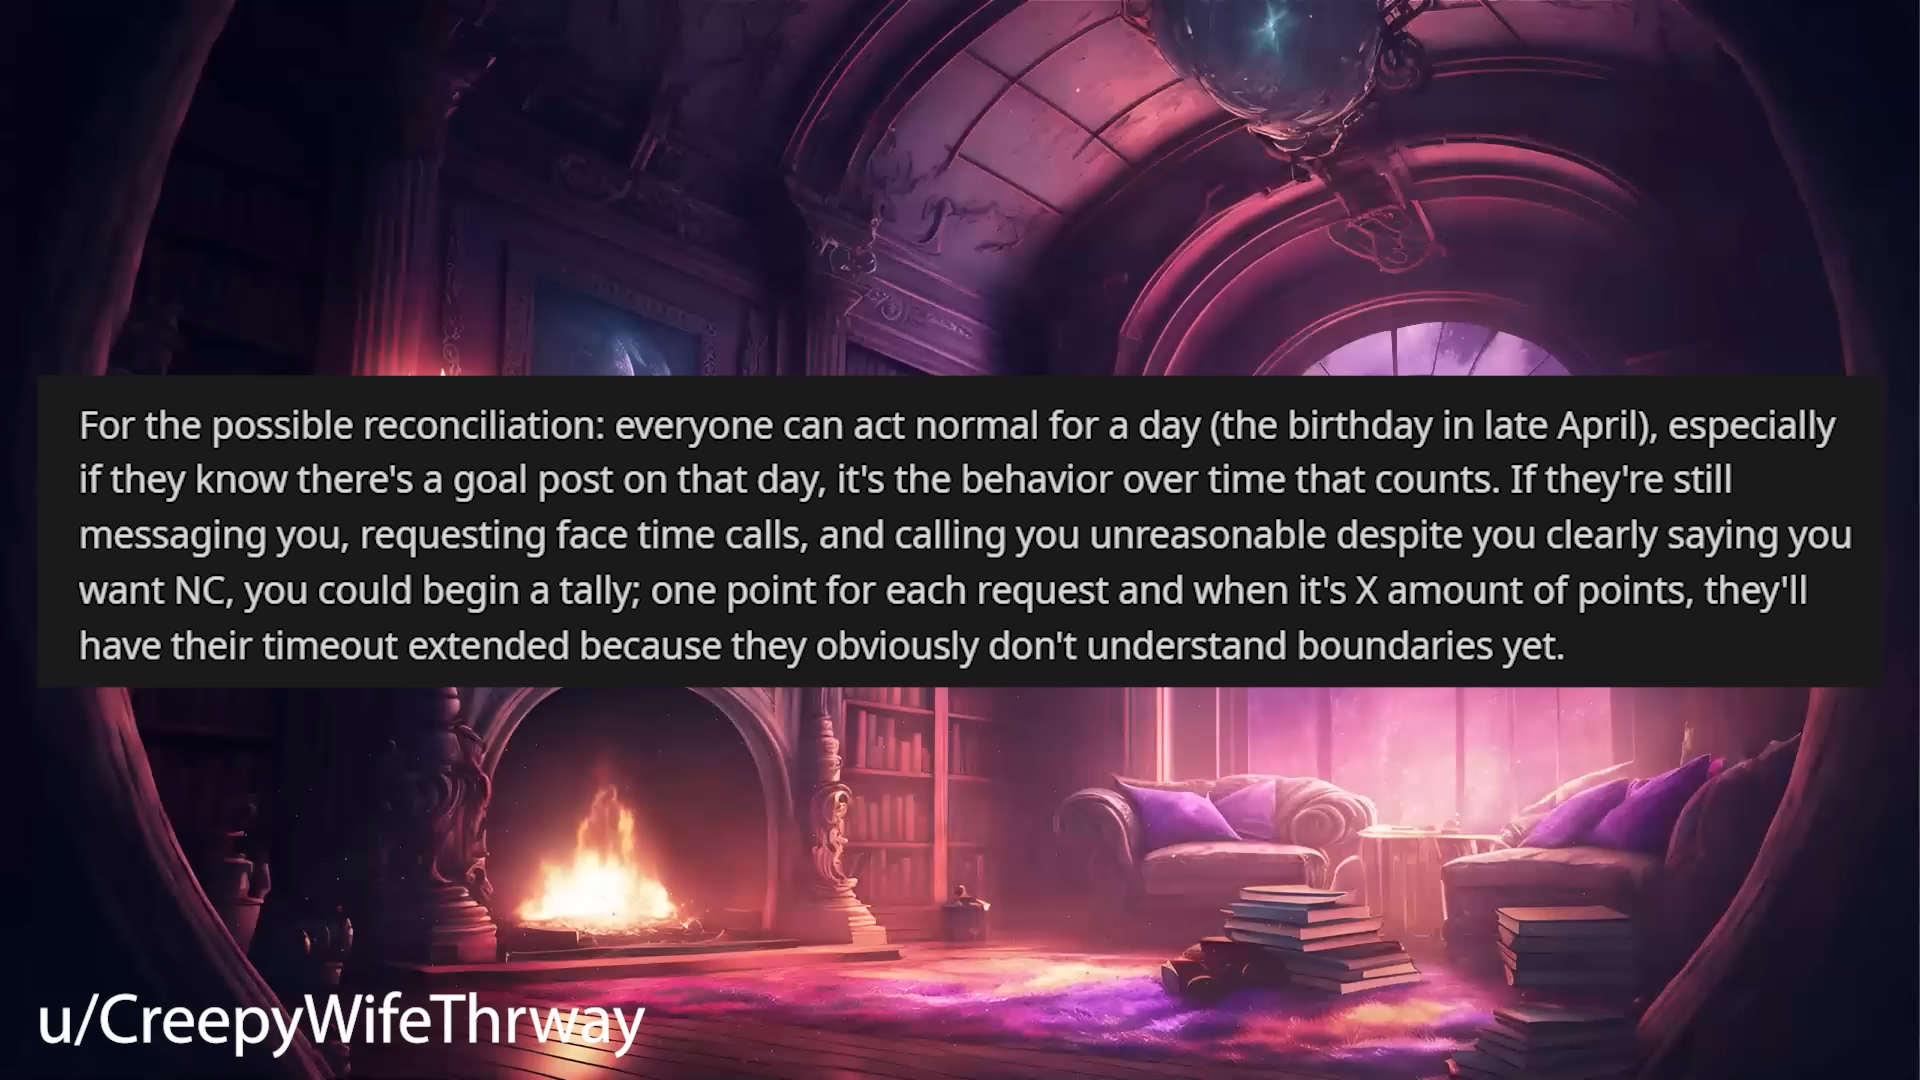 For the possible reconciliation: everyone can act normal for a day (the birthday in late April), especially
if they know there's a goal post on that day, it's the behavior over time that counts. If they're still
messaging you, requesting face time calls, and calling you unreasonable despite you clearly saying you
want NC, you could begin a tally; one point for each request and when it's X amount of points, they'll
have their timeout extended because they obviously don't understand boundaries yet.
u/CreepyWifeThrway